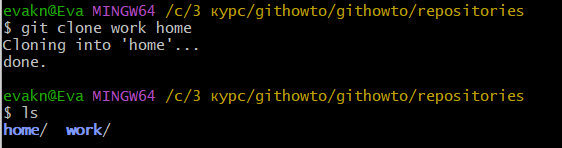 evakn@Eva MINGW64 /c/3 курс/githowto/githowto/repositories
$ git clone work home
Cloning into 'home'...
done.
evakn@Eva MINGW64 /c/3 курс/githowto/githowto/repositories
$ ls
home/  work/